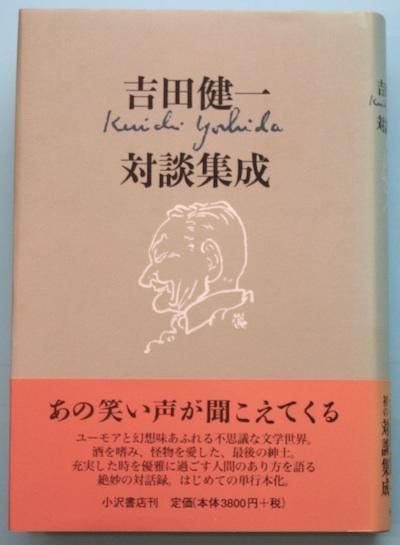 吉田健一
Kenichi Yoshida
対談集成
あの笑い声が聞こえてくる
ユーモアと幻想味あふれる不思議な文学世界。
酒を嗜み、怪物を愛した、最後の紳士。
充実した時を優雅に過ごす人間のあり方を語る
絶妙の対話録。はじめての単行本化。
小沢書店刊 定価(本体3800円+税)
吉
対
初の対談集成